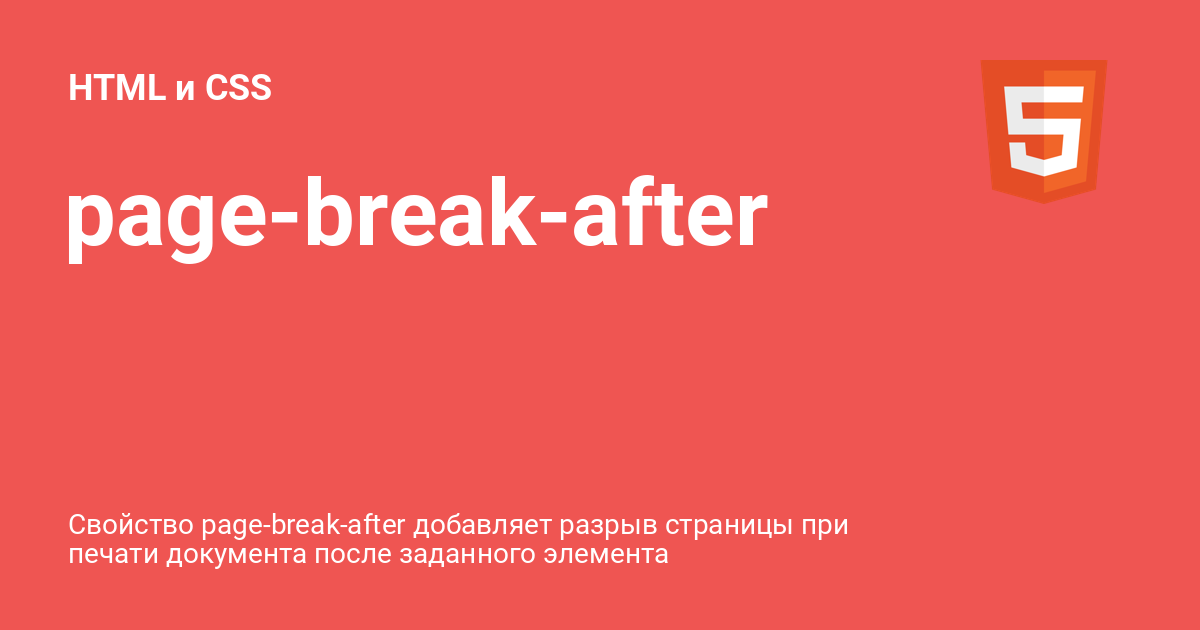 HTML и CSS
page-break-after
Свойство page-break-after добавляет разрыв страницы при
печати документа после заданного элемента